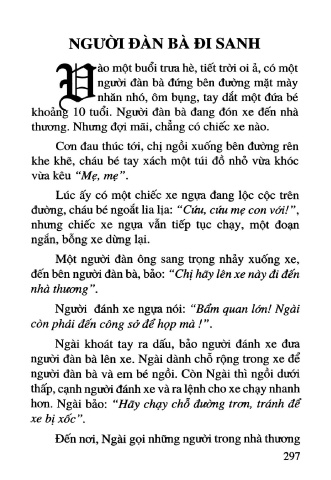 NGƯỜI ĐÀN BÀ ĐI SANH
Vào một buổi trưa hè, tiết trời oi ả, có một
người đàn bà đứng bên đường mặt mày
nhăn nhó, ôm bụng, tay dắt một đứa bé
khoảng 10 tuổi. Người đàn bà đang đón xe đến nhà
thương. Nhưng đợi mãi, chẳng có chiếc xe nào.
Cơn đau thúc tới, chị ngồi xuống bên đường rên
khe khẽ, cháu bé tay xách một túi đồ nhỏ vừa khóc
vừa kêu “Mẹ, mẹ”.
Lúc ấy có một chiếc xe ngựa đang lộc cộc trên
đường, cháu bé ngoắt lia lịa: “Cứu, cứu mẹ con với!”,
nhưng chiếc xe ngựa vẫn tiếp tục chạy, một đoạn
ngắn, bỗng xe dừng lại.
Một người đàn ông sang trọng nhảy xuống xe,
đến bên người đàn bà, bảo: “Chị hãy lên xe này đi đến
nhà thương”.
Người đánh xe ngựa nói: “Bẩm quan lớn! Ngài
còn phải đến công sở để họp mà !”.
Ngài khoát tay ra dấu, bảo người đánh xe đưa
người đàn bà lên xe. Ngài dành chỗ rộng trong xe để
người đàn bà và em bé ngồi. Còn Ngài thì ngồi dưới
thấp, cạnh người đánh xe và ra lệnh cho xe chạy nhanh
hơn. Ngài bảo: “Hãy chạy chỗ đường trơn, tránh để
xe bị xốc”.
Đến nơi, Ngài gọi những người trong nhà thương
297